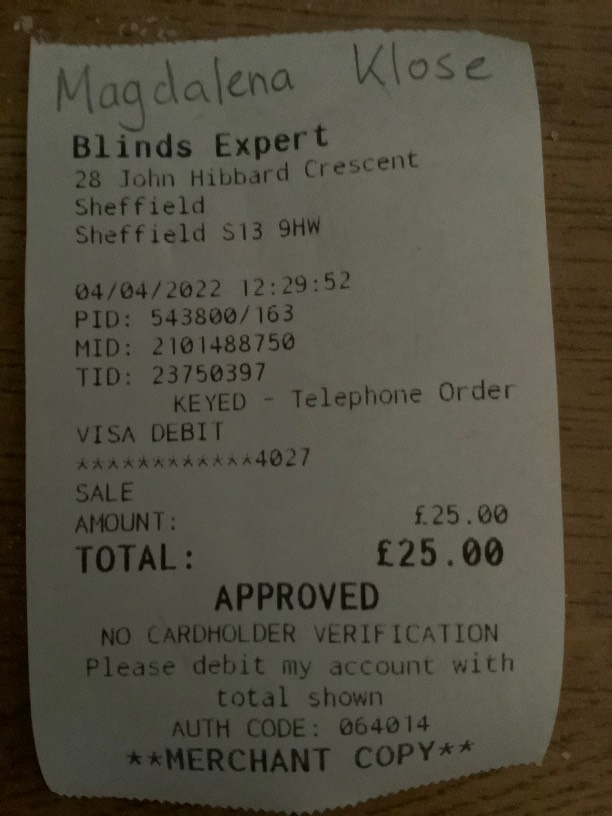 Magdalena Klose
Blinds Expert
28 John Hibbard Crescent
Sheffield
Sheffield S13 9HW
04/04/2022 12:29:52
PID: 543800/163
MID: 2101488750
TID: 23750397
KEYED - Telephone Order
VISA DEBIT
************4027
SALE
AMOUNT: £25.00
TOTAL: £25.00
APPROVED
NO CARDHOLDER VERIFICATION
Please debit my account with
total shown
AUTH CODE: 064014
**MERCHANT COPY**